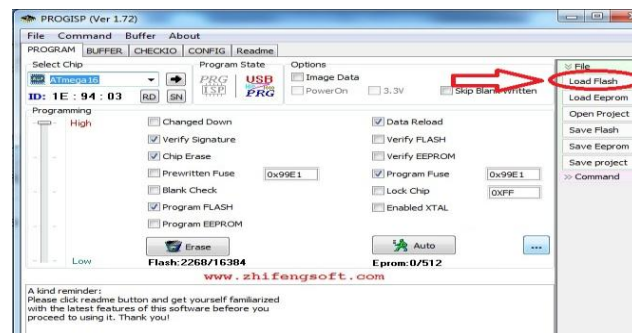 PROGISP (Ver 1.72)
File Command Buffer About
PROGRAM BUFFER CHECKIO CONFIG Readme
Select Chip
ATmega16
ID: 1E : 94 : 03 RD SN
Program State
PRG ISP USB PRG
Options
Image Data
PowerOn 3.3V Skip Blank Written
Programming
High
Low
Changed Down
Verify Signature
Chip Erase
Prewritten Fuse 0x99E1
Blank Check
Program FLASH
Program EEPROM
Data Reload
Verify FLASH
Verify EEPROM
Program Fuse 0x99E1
Lock Chip 0XFF
Enabled XTAL
Erase
Auto
...
Flash:2268/16384
Eprom:0/512
www.zhifengsoft.com
A kind reminder:
Please click readme button and get yourself familiarized
with the latest features of this software befeore you
proceed to using it. Thank you!
File
Load Flash
Load Eeprom
Open Project
Save Flash
Save Eeprom
Save project
Command